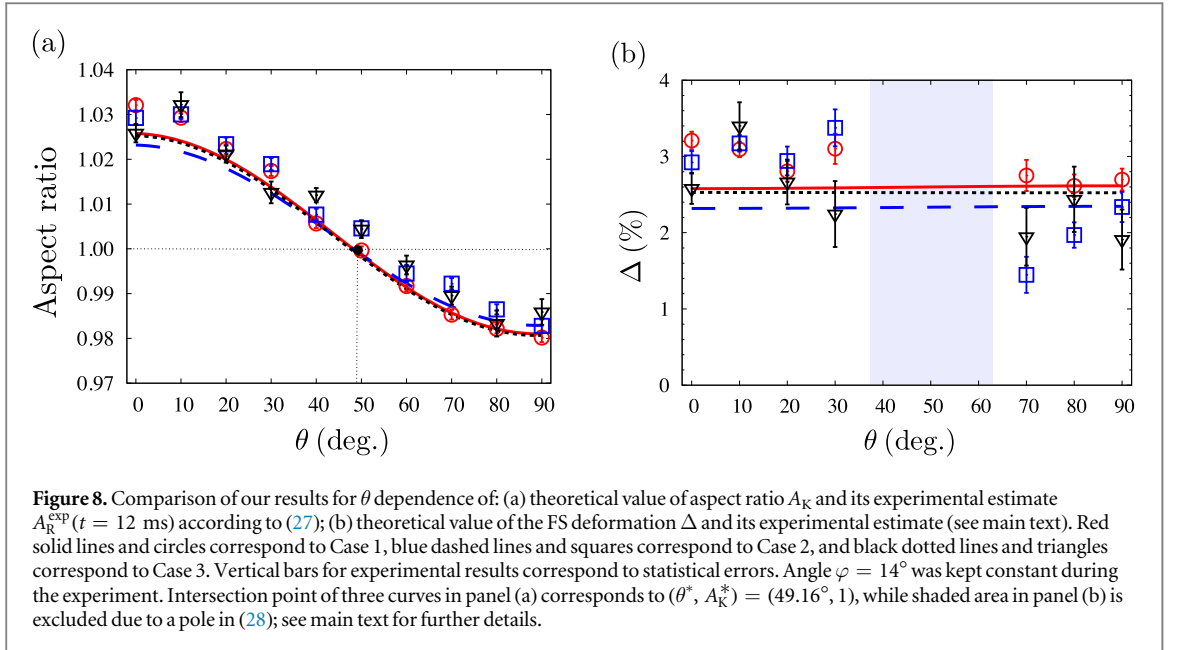 (a)
1.04
1.03
1.02
1.01
1.00
0.99
0.98
0.97
Aspect ratio
0 10 20 30 40 50 60 70 80 90
θ (deg.)
(b)
4
3
2
1
0
Δ (%)
0 10 20 30 40 50 60 70 80 90
θ (deg.)
Figure 8. Comparison of our results for θ dependence of: (a) theoretical value of aspect ratio A_K and its experimental estimate
A_R^exp (t = 12 ms) according to (27); (b) theoretical value of the FS deformation Δ and its experimental estimate (see main text). Red
solid lines and circles correspond to Case 1, blue dashed lines and squares correspond to Case 2, and black dotted lines and triangles
correspond to Case 3. Vertical bars for experimental results correspond to statistical errors. Angle φ = 14° was kept constant during
the experiment. Intersection point of three curves in panel (a) corresponds to (θ*, A_K*) = (49.16°, 1), while shaded area in panel (b) is
excluded due to a pole in (28); see main text for further details.